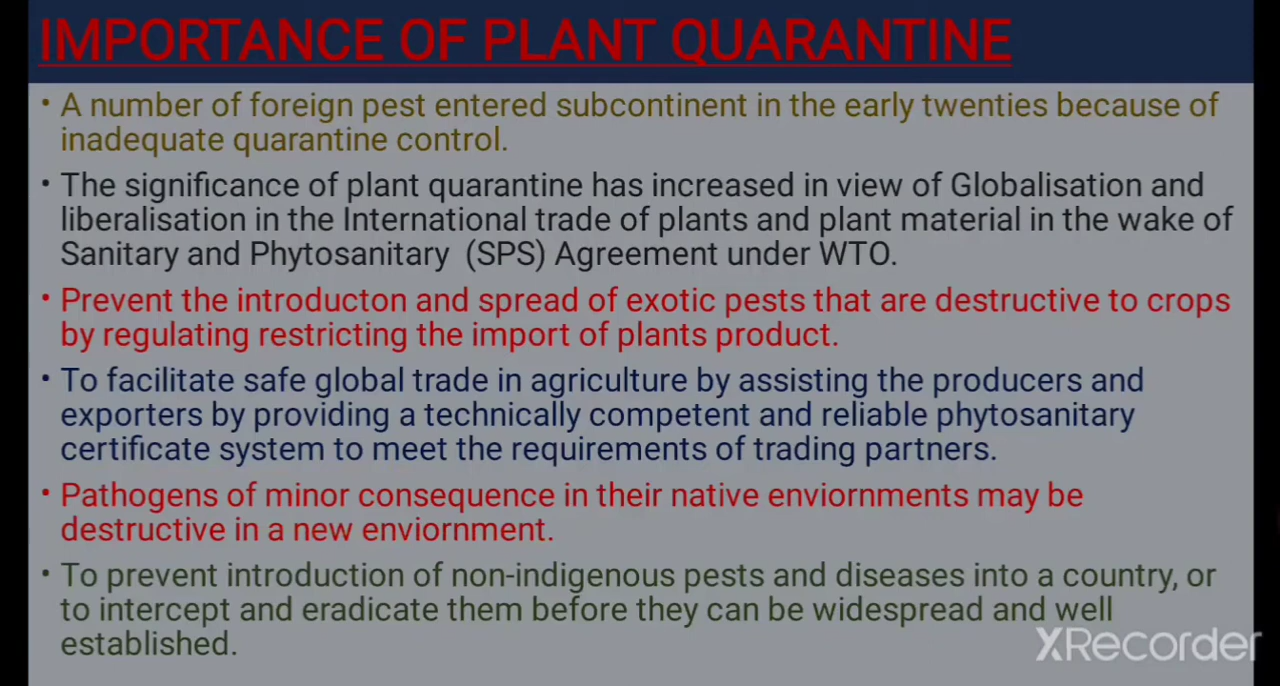 IMPORTANCE OF PLANT QUARANTINE
• A number of foreign pest entered subcontinent in the early twenties because of
inadequate quarantine control.
• The significance of plant quarantine has increased in view of Globalisation and
liberalisation in the International trade of plants and plant material in the wake of
Sanitary and Phytosanitary (SPS) Agreement under WTO.
• Prevent the introducton and spread of exotic pests that are destructive to crops
by regulating restricting the import of plants product.
• To facilitate safe global trade in agriculture by assisting the producers and
exporters by providing a technically competent and reliable phytosanitary
certificate system to meet the requirements of trading partners.
• Pathogens of minor consequence in their native enviornments may be
destructive in a new enviornment.
• To prevent introduction of non-indigenous pests and diseases into a country, or
to intercept and eradicate them before they can be widespread and well
established.
XRecorder